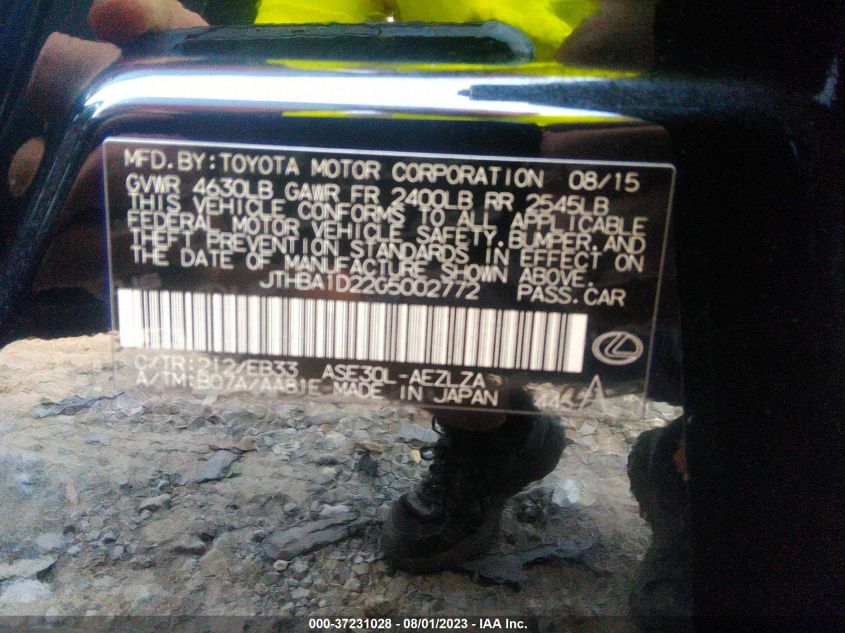 MFD. BY: TOYOTA MOTOR CORPORATION 08/15
GVWR 4630LB GAWR FR 2400LB RR 2545LB
THIS VEHICLE CONFORMS TO ALL APPLICABLE
FEDERAL MOTOR VEHICLE SAFETY, BUMPER, AND
THEFT PREVENTION STANDARDS IN EFFECT ON
THE DATE OF MANUFACTURE SHOWN ABOVE.
JTHBA1D22G5002772 PASS.CAR
C/TR:212/EB33 ASE30L-AEZLZA
A/TM:B07A/AA81E MADE IN JAPAN
000-37231028 - 08/01/2023 - IAA Inc.